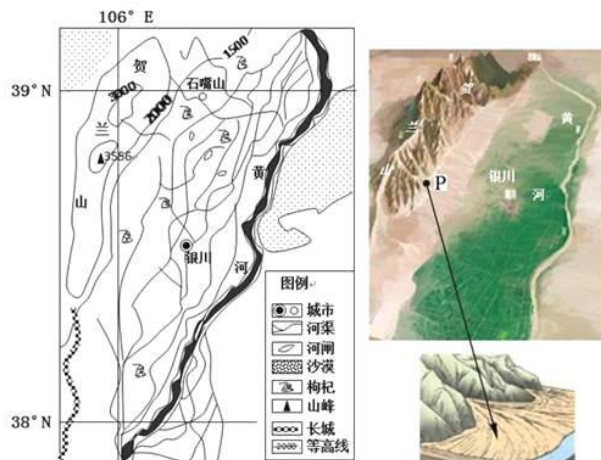 106° E
39° N
38° N
贺
兰
山
3000
2000
1500
石嘴山
3556
银川
黄
河
图例
城市
河渠
河闸
沙漠
枸杞
山峰
长城
2000 等高线
贺
兰
山
黄
河
银川
P